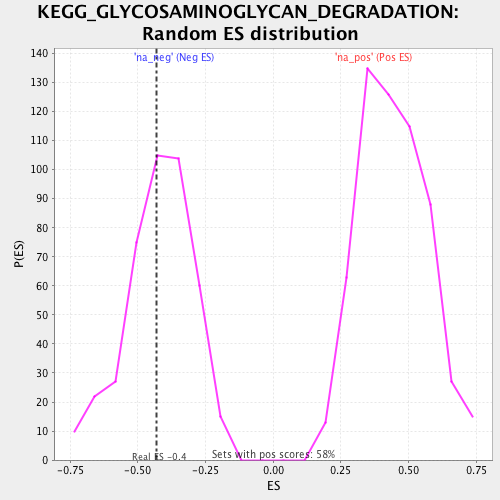 KEGG_GLYCOSAMINOGLYCAN_DEGRADATION:
Random ES distribution
'na_neg' (Neg ES)
'na_pos' (Pos ES)
140
130
120
110
100
90
80
70
60
50
40
30
20
10
0
P(ES)
Real ES -0.4
Sets with pos scores: 58%
-0.75
-0.50
-0.25
0.00
0.25
0.50
0.75
ES